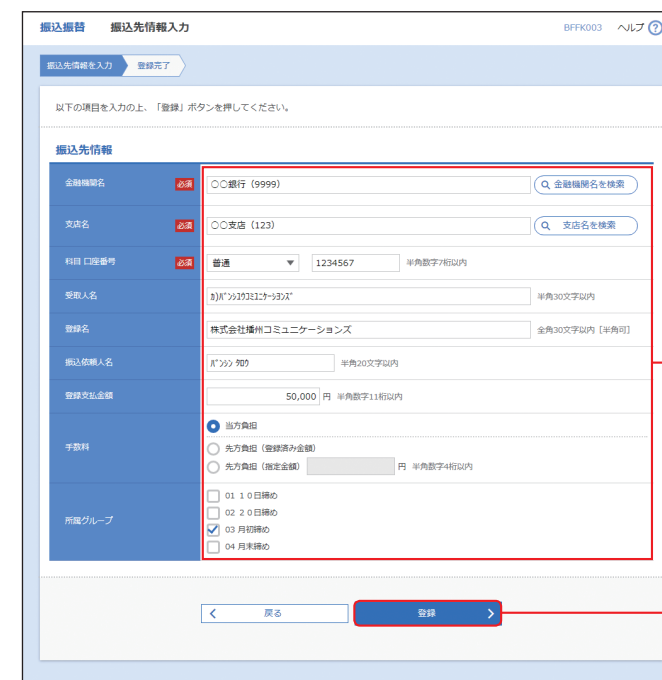 振込振替 振込先情報入力 BFFK003 ヘルプ ?
振込先情報を入力 登録完了
以下の項目を入力の上、「登録」ボタンを押してください。
振込先情報
金融機関名 必須 〇〇銀行（9999） 金融機関名を検索
支店名 必須 〇〇支店（123） 支店名を検索
科目 口座番号 必須 普通 ▼ 1234567 半角数字7桁以内
受取人名 ｶ)ﾊﾞﾝｼﾕｳｺﾐﾕﾆｹｰｼﾖﾝｽﾞ 半角30文字以内
登録名 株式会社播州コミュニケーションズ 全角30文字以内［半角可］
振込依頼人名 ﾊﾞﾝｼﾝ ﾀﾛｳ 半角20文字以内
登録支払金額 50,000 円 半角数字11桁以内
手数料
当方負担
先方負担（登録済み金額）
先方負担（指定金額） 円 半角数字4桁以内
所属グループ
01 １０日締め
02 ２０日締め
03 月初締め
04 月末締め
戻る 登録